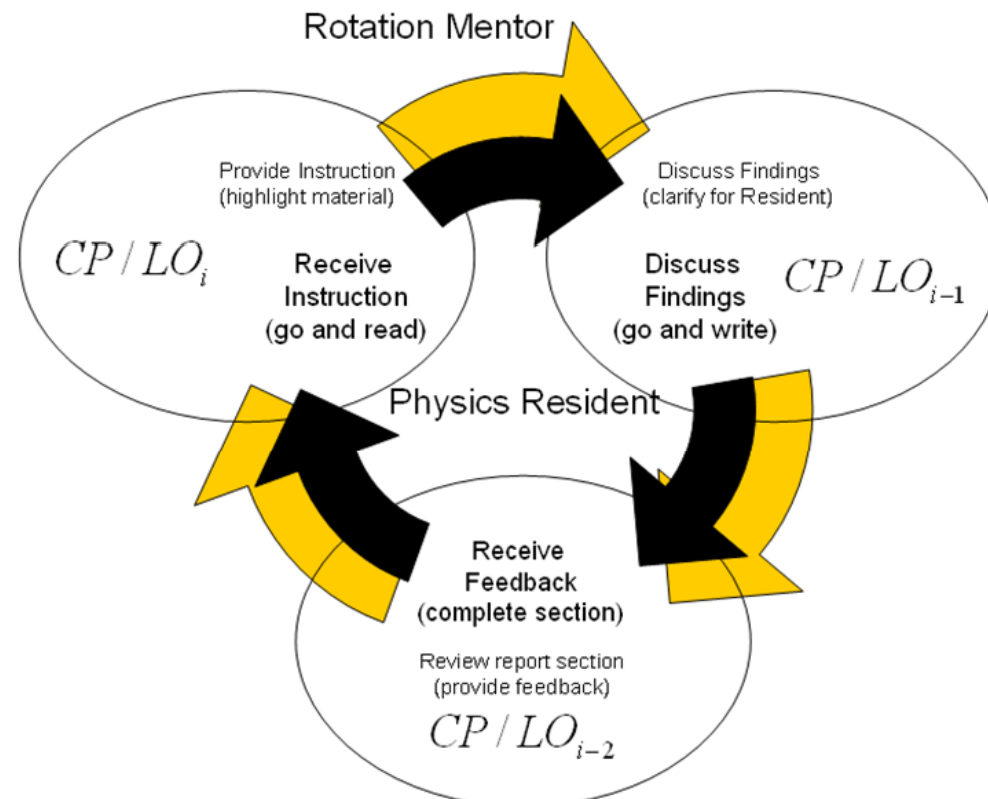 Rotation Mentor
Provide Instruction
(highlight material)
CP / LO_i
Receive
Instruction
(go and read)
Discuss Findings
(clarify for Resident)
Discuss
Findings
(go and write)
CP / LO_{i-1}
Physics Resident
Receive
Feedback
(complete section)
Review report section
(provide feedback)
CP / LO_{i-2}